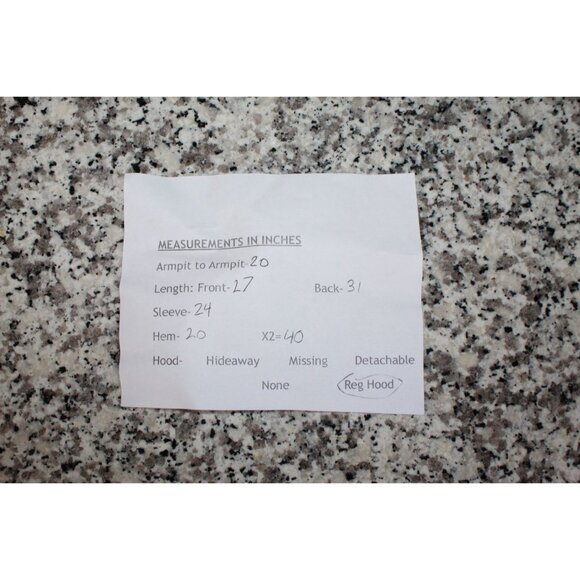 MEASUREMENTS IN INCHES
Armpit to Armpit- 20
Length: Front- 27 Back- 31
Sleeve- 24
Hem- 20 X2= 40
Hood- Hideaway Missing Detachable
None Reg Hood